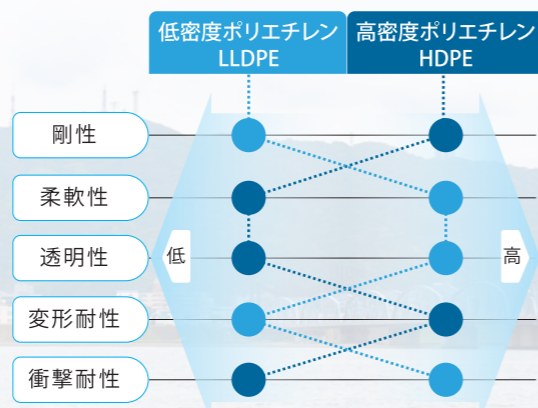 低密度ポリエチレン
LLDPE
高密度ポリエチレン
HDPE
剛性
柔軟性
透明性
低
高
変形耐性
衝撃耐性